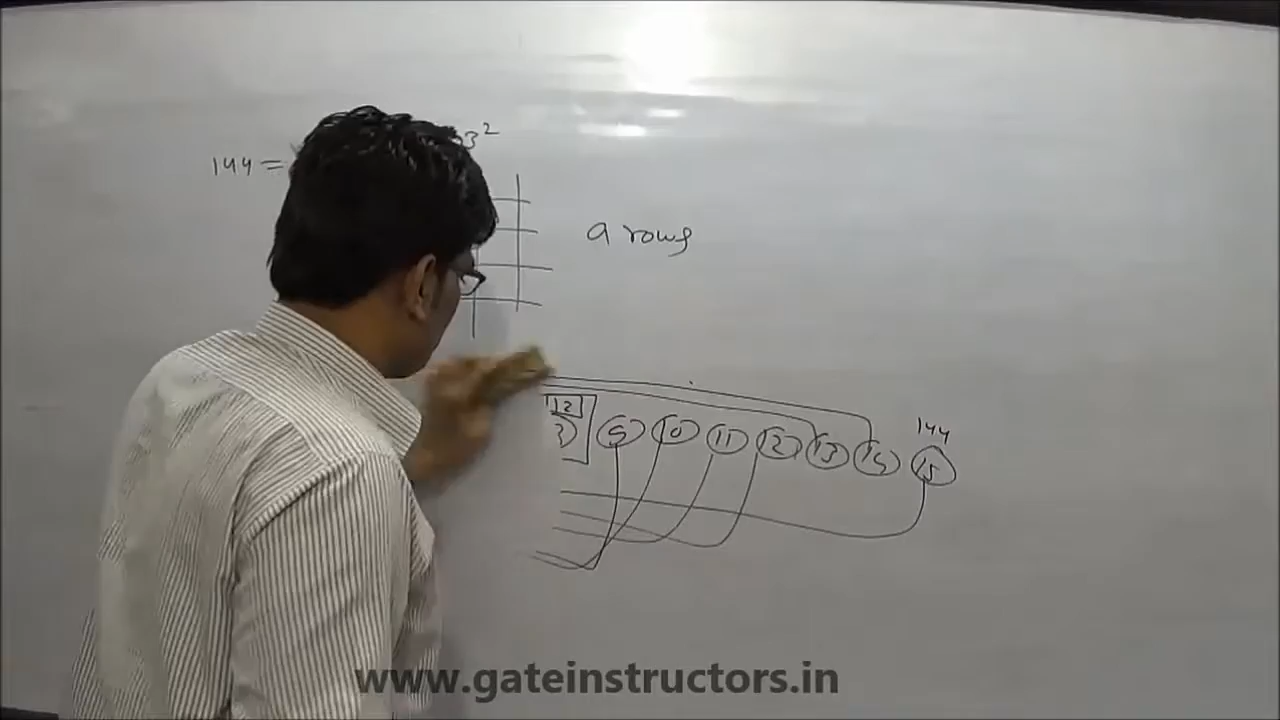 3²
144 =
9 rows
144
12
9 10 11 12 13 14 15
www.gateinstructors.in